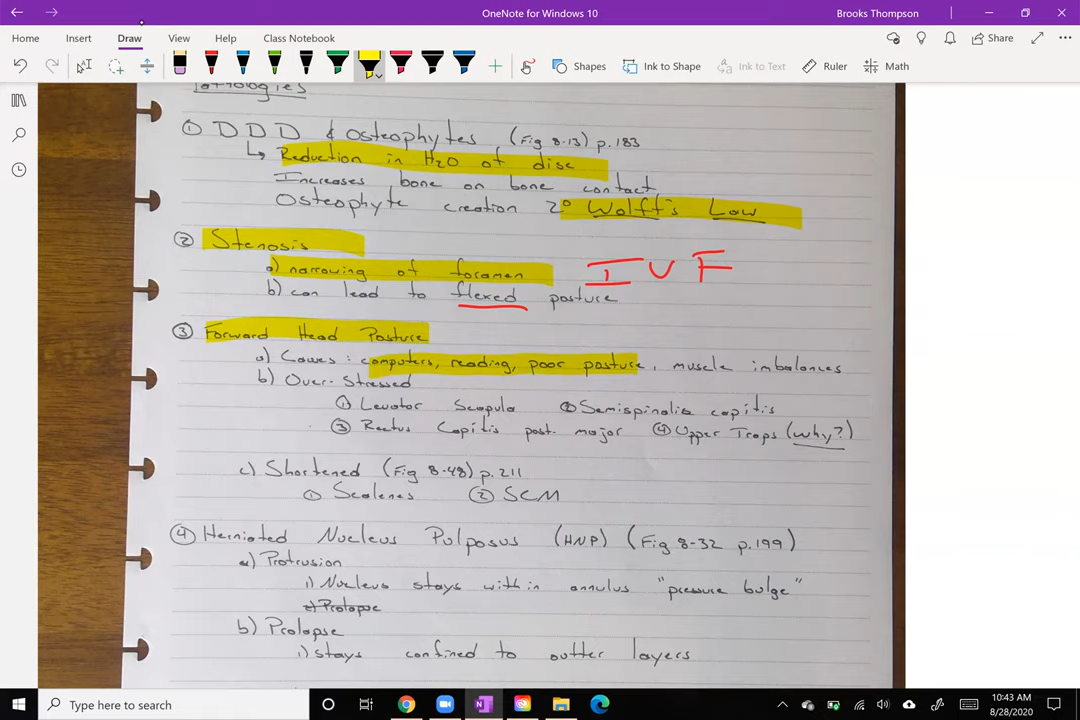 OneNote for Windows 10
Brooks Thompson
Home Insert Draw View Help Class Notebook
Share
Shapes Ink to Shape Ink to Text Ruler Math
Pathologies
① DDD & Osteophytes (Fig 8-13) p.183
↳ Reduction in H2O of disc
Increases bone on bone contact
Osteophyte creation 2° Wolff's Law
② Stenosis
a) narrowing of foramen IVF
b) can lead to flexed posture
③ Forward Head Posture
a) Causes: computers, reading, poor posture, muscle imbalances
b) Over-Stressed
① Levator Scapula ② Semispinalis capitis
③ Rectus Capitis post. major ④ Upper Traps (Why?)
c) Shortened (Fig 8-48) p.211
① Scalenes ② SCM
④ Herniated Nucleus Pulposus (HNP) (Fig 8-32 p.199)
a) Protrusion
1) Nucleus stays within annulus "pressure bulge"
2) Prolapse
b) Prolapse
1) stays confined to outter layers
Type here to search
10:43 AM
8/28/2020